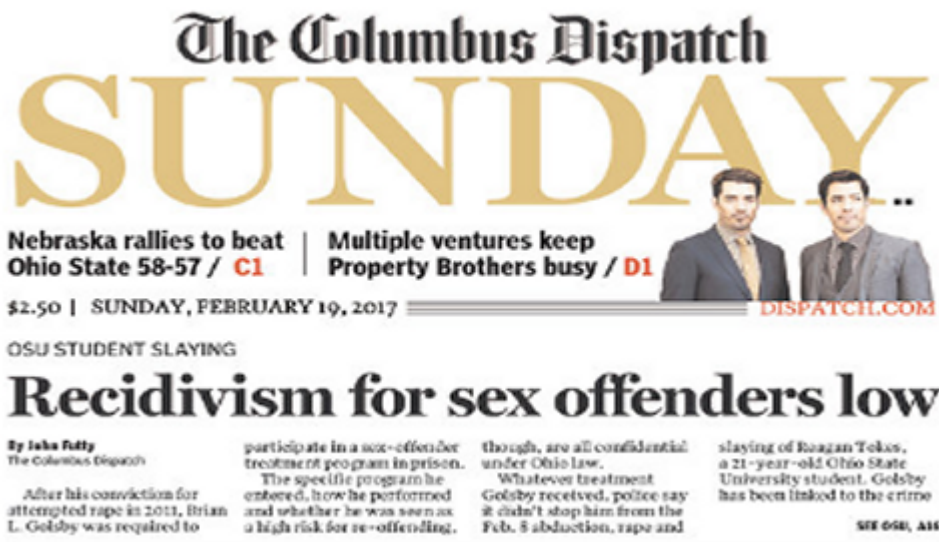 The Columbus Dispatch
SUNDAY
Nebraska rallies to beat
Ohio State 58-57 / C1
Multiple ventures keep
Property Brothers busy / D1
$2.50 | SUNDAY, FEBRUARY 19, 2017
DISPATCH.COM
OSU STUDENT SLAYING
Recidivism for sex offenders low
By John Futty
The Columbus Dispatch
After his conviction for
attempted rape in 2011, Brian
L. Golsby was required to
participate in a sex-offender
treatment program in prison.
The specific program he
entered, how he performed
and whether he was seen as
a high risk for re-offending,
though, are all confidential
under Ohio law.
Whatever treatment
Golsby received, police say
it didn't stop him from the
Feb. 8 abduction, rape and
slaying of Reagan Tokes,
a 21-year-old Ohio State
University student. Golsby
has been linked to the crime
SEE OSU,